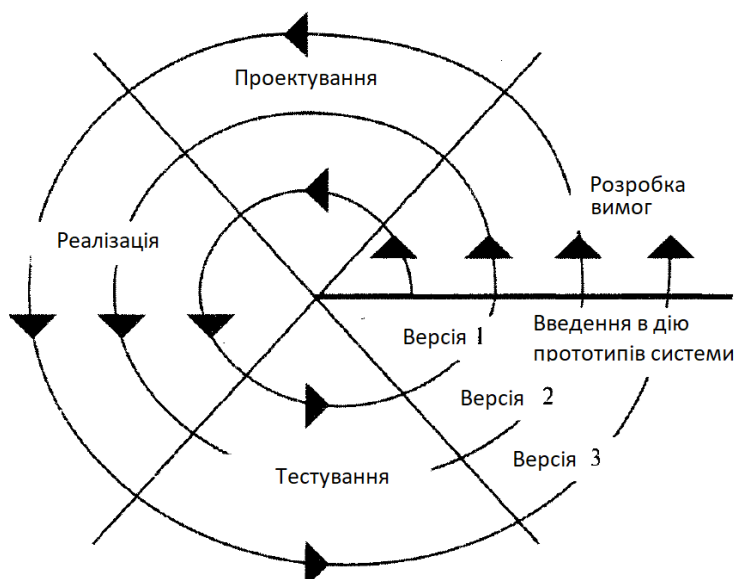 Проектування
Розробка
вимог
Реалізація
Введення в дію
прототипів системи
Версія 1
Версія 2
Версія 3
Тестування